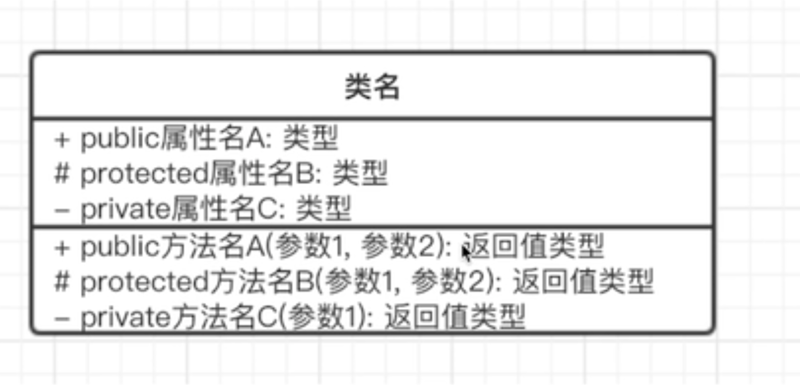 类名
+ public属性名A: 类型
# protected属性名B: 类型
– private属性名C: 类型
+ public方法名A(参数1, 参数2): 返回值类型
# protected方法名B(参数1, 参数2): 返回值类型
– private方法名C(参数1): 返回值类型